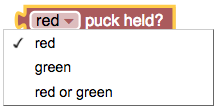 red puck held?
✓ red
green
red or green